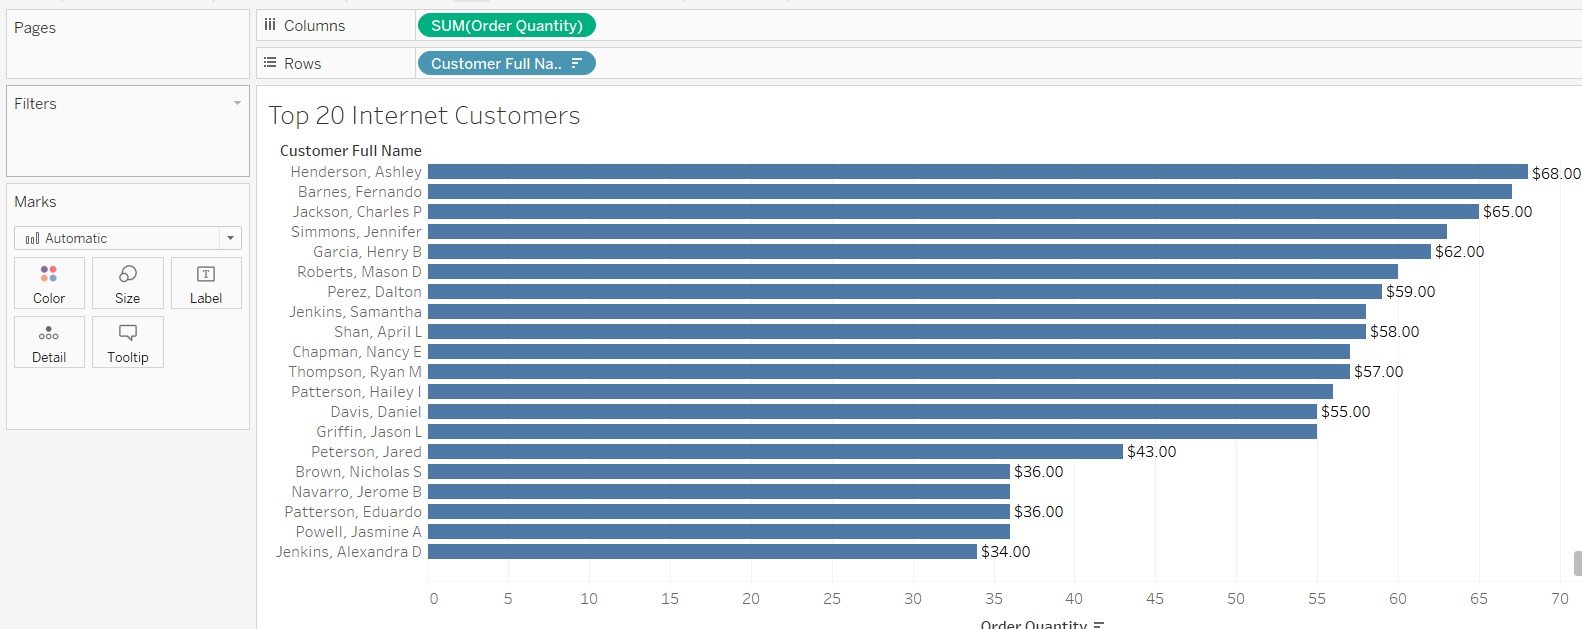 Pages
Columns SUM(Order Quantity)
Rows Customer Full Na..
Filters
Marks
Automatic
Color Size Label
Detail Tooltip
Top 20 Internet Customers
Customer Full Name
Henderson, Ashley $68.00
Barnes, Fernando
Jackson, Charles P $65.00
Simmons, Jennifer
Garcia, Henry B $62.00
Roberts, Mason D
Perez, Dalton $59.00
Jenkins, Samantha
Shan, April L $58.00
Chapman, Nancy E
Thompson, Ryan M $57.00
Patterson, Hailey I
Davis, Daniel $55.00
Griffin, Jason L
Peterson, Jared $43.00
Brown, Nicholas S $36.00
Navarro, Jerome B
Patterson, Eduardo $36.00
Powell, Jasmine A
Jenkins, Alexandra D $34.00
0 5 10 15 20 25 30 35 40 45 50 55 60 65 70
Order Quantity